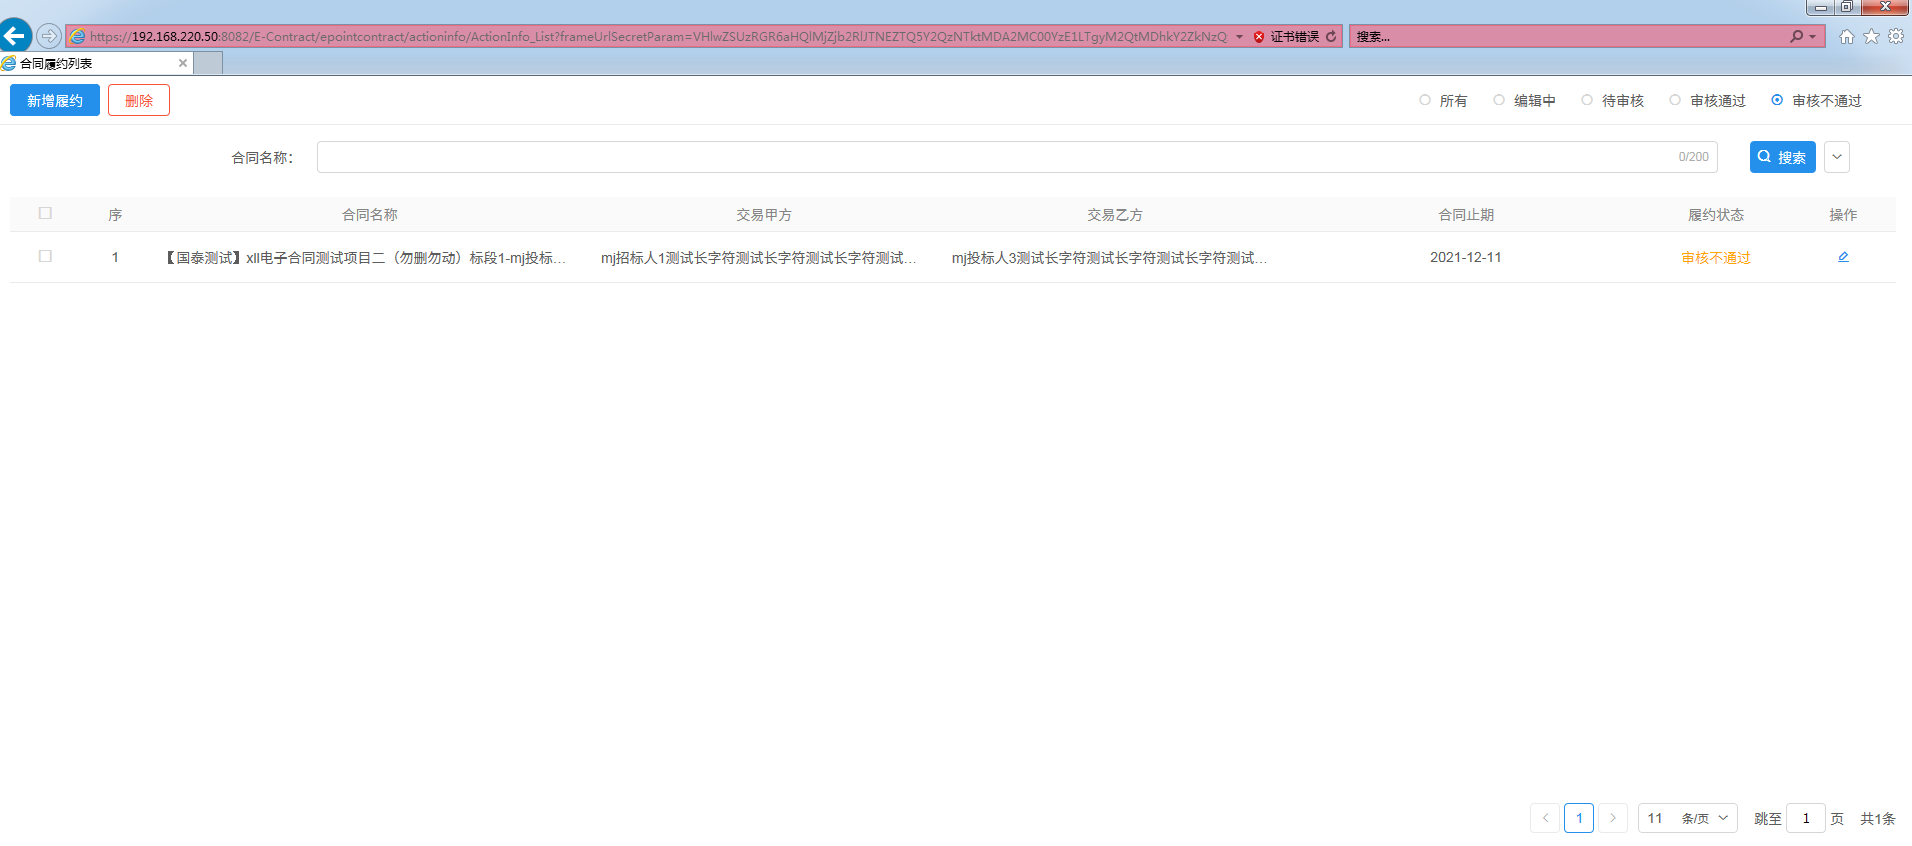 https://192.168.220.50:8082/E-Contract/epointcontract/actioninfo/ActionInfo_List?frameUrlSecretParam=VHlwZSUzRGR6aHQlMjZjb2RlJTNEZTQ5Y2QzNTktMDA2MC00YzE1LTgyM2QtMDhkY2ZkNzQ 证书错误 搜索...
合同履约列表
新增履约 删除 所有 编辑中 待审核 审核通过 审核不通过
合同名称： 0/200 搜索
序 合同名称 交易甲方 交易乙方 合同止期 履约状态 操作
1 【国泰测试】xll电子合同测试项目二（勿删勿动）标段1-mj投标... mj招标人1测试长字符测试长字符测试长字符测试... mj投标人3测试长字符测试长字符测试长字符测试... 2021-12-11 审核不通过
1 11 条/页 跳至 1 页 共1条